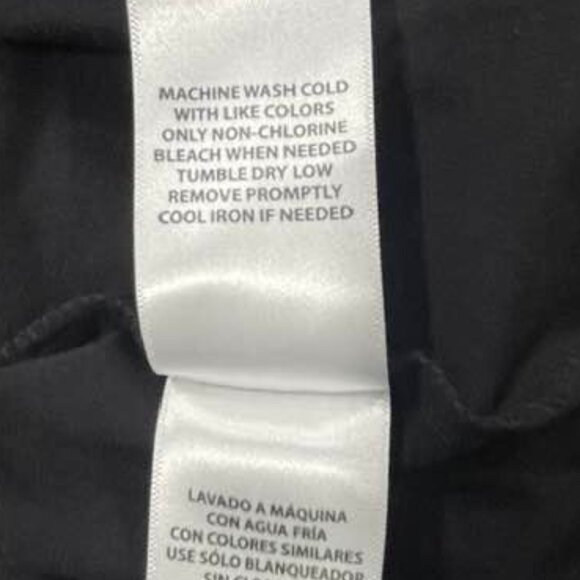 MACHINE WASH COLD
WITH LIKE COLORS
ONLY NON-CHLORINE
BLEACH WHEN NEEDED
TUMBLE DRY LOW
REMOVE PROMPTLY
COOL IRON IF NEEDED
LAVADO A MÁQUINA
CON AGUA FRÍA
CON COLORES SIMILARES
USE SÓLO BLANQUEADOR
SIN